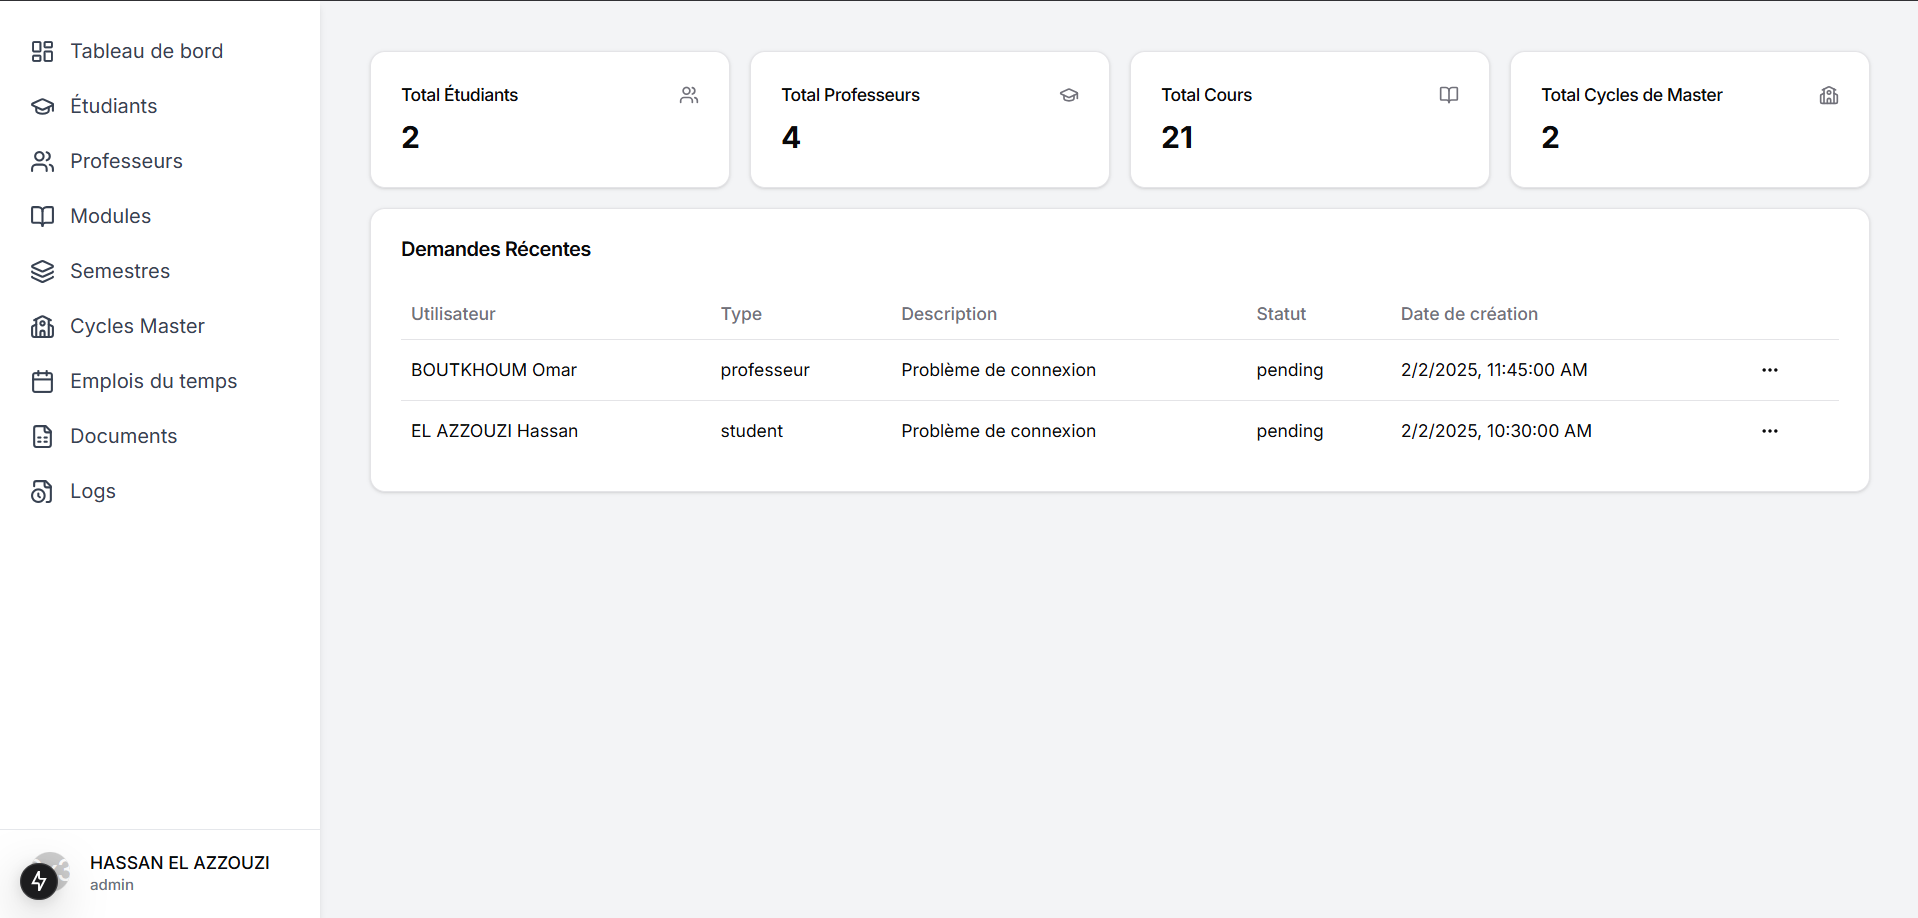 Tableau de bord
Étudiants
Professeurs
Modules
Semestres
Cycles Master
Emplois du temps
Documents
Logs
HASSAN EL AZZOUZI
admin
Total Étudiants
2
Total Professeurs
4
Total Cours
21
Total Cycles de Master
2
Demandes Récentes
Utilisateur Type Description Statut Date de création
BOUTKHOUM Omar professeur Problème de connexion pending 2/2/2025, 11:45:00 AM
EL AZZOUZI Hassan student Problème de connexion pending 2/2/2025, 10:30:00 AM